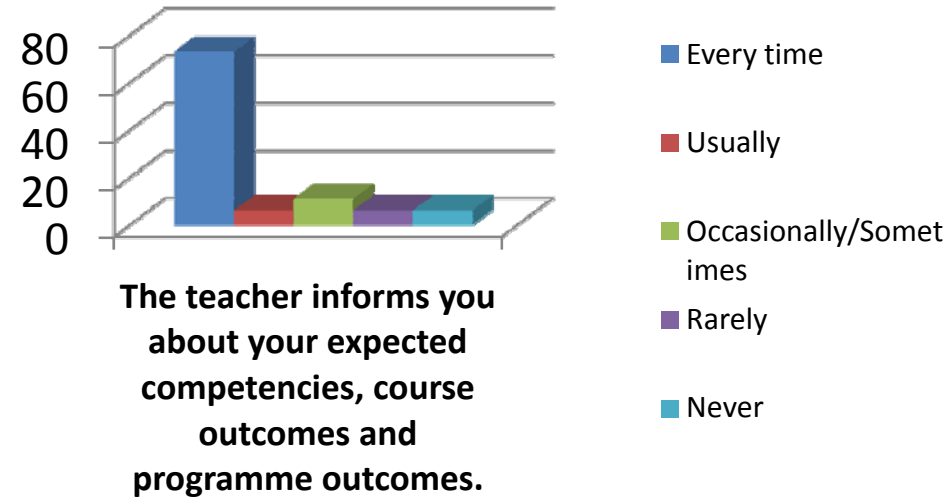 80
60
40
20
0
The teacher informs you
about your expected
competencies, course
outcomes and
programme outcomes.
Every time
Usually
Occasionally/Somet
imes
Rarely
Never